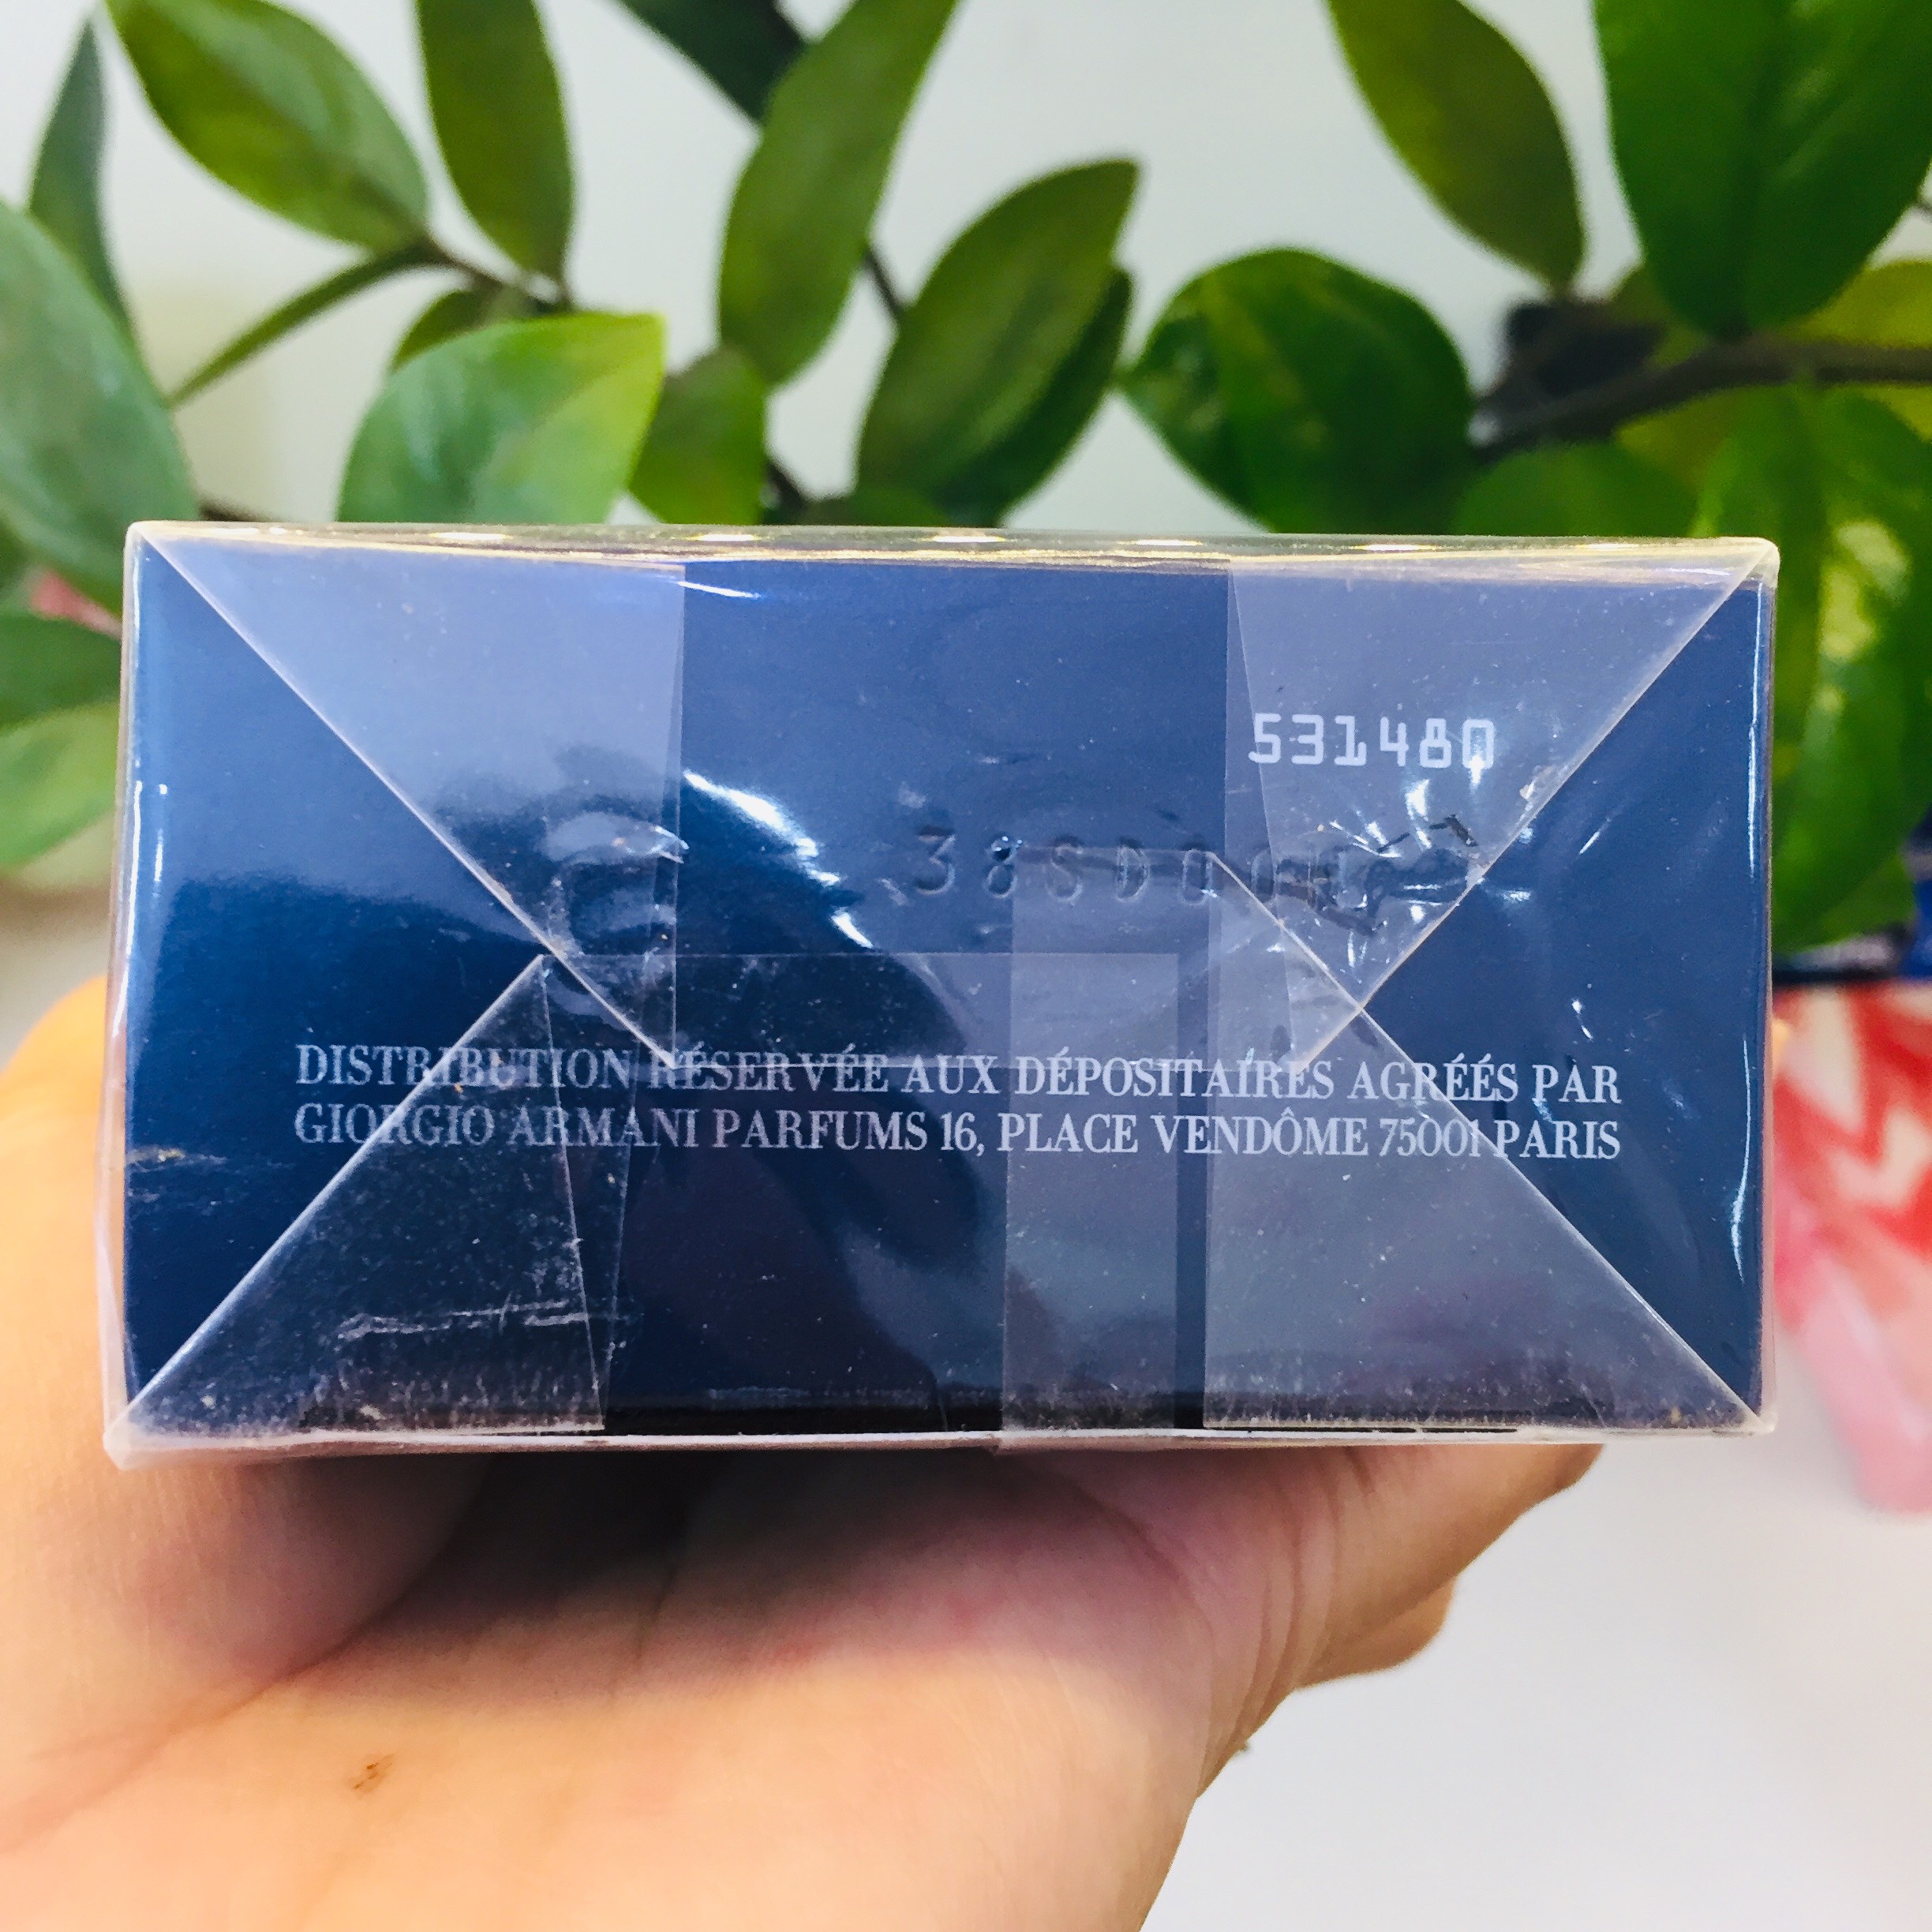 531480
DISTRIBUTION RÉSERVÉE AUX DÉPOSITAIRES AGRÉÉS PAR
GIORGIO ARMANI PARFUMS 16, PLACE VENDÔME 75001 PARIS